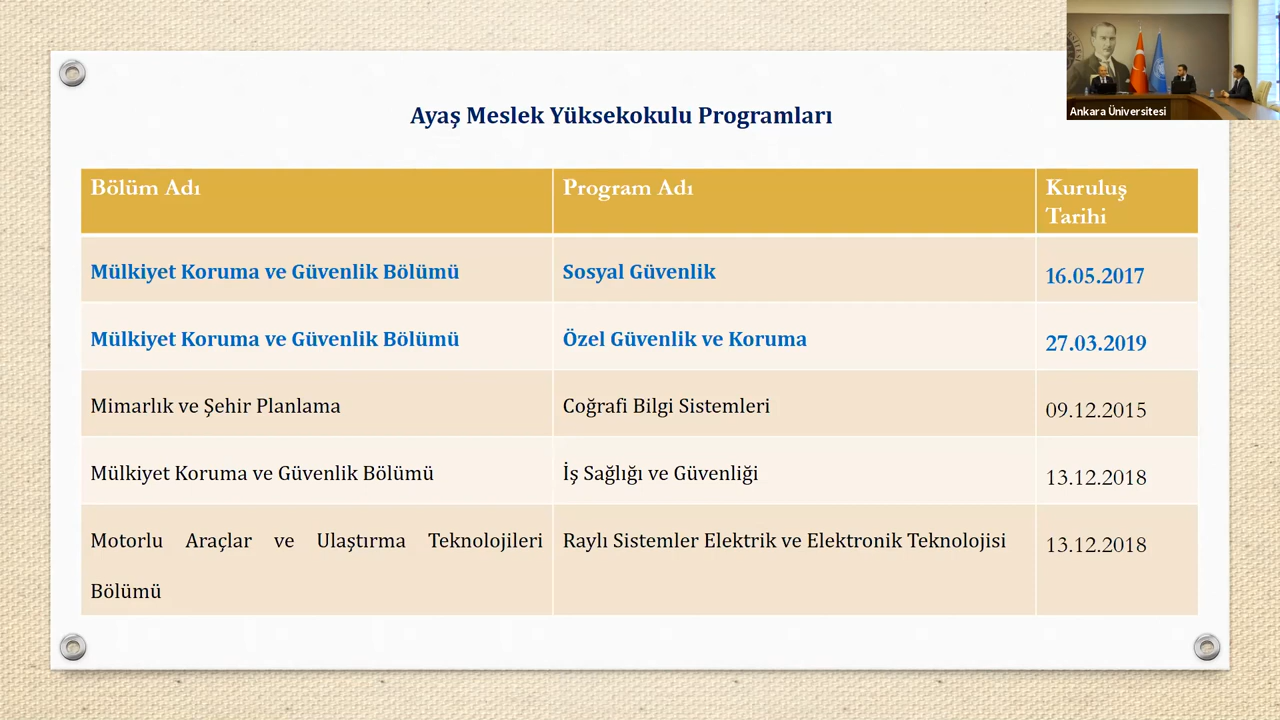 Ayaş Meslek Yüksekokulu Programları
Ankara Üniversitesi
Bölüm Adı
Program Adı
Kuruluş
Tarihi
Mülkiyet Koruma ve Güvenlik Bölümü
Sosyal Güvenlik
16.05.2017
Mülkiyet Koruma ve Güvenlik Bölümü
Özel Güvenlik ve Koruma
27.03.2019
Mimarlık ve Şehir Planlama
Coğrafi Bilgi Sistemleri
09.12.2015
Mülkiyet Koruma ve Güvenlik Bölümü
İş Sağlığı ve Güvenliği
13.12.2018
Motorlu Araçlar ve Ulaştırma Teknolojileri
Bölümü
Raylı Sistemler Elektrik ve Elektronik Teknolojisi
13.12.2018